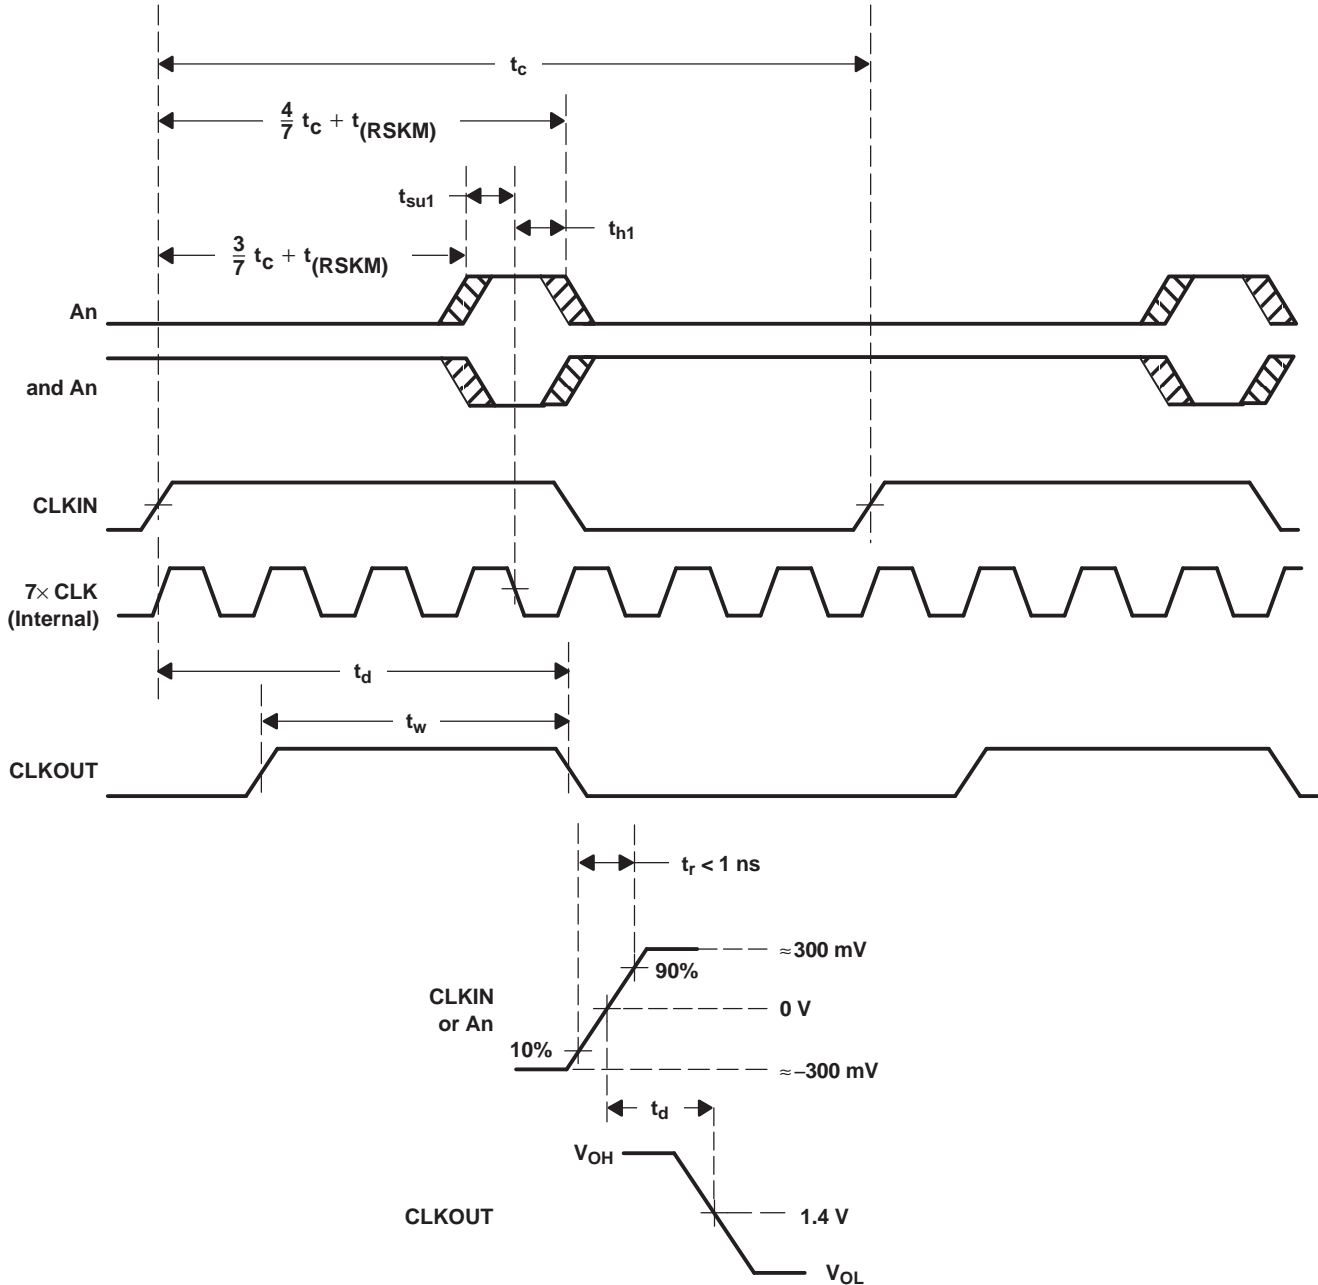 tc
4/7 tc + t(RSKM)
tsu1
th1
3/7 tc + t(RSKM)
An
and An
CLKIN
7× CLK
(Internal)
td
tw
CLKOUT
tr < 1 ns
≈300 mV
90%
CLKIN
or An
0 V
10%
≈−300 mV
td
VOH
CLKOUT
1.4 V
VOL